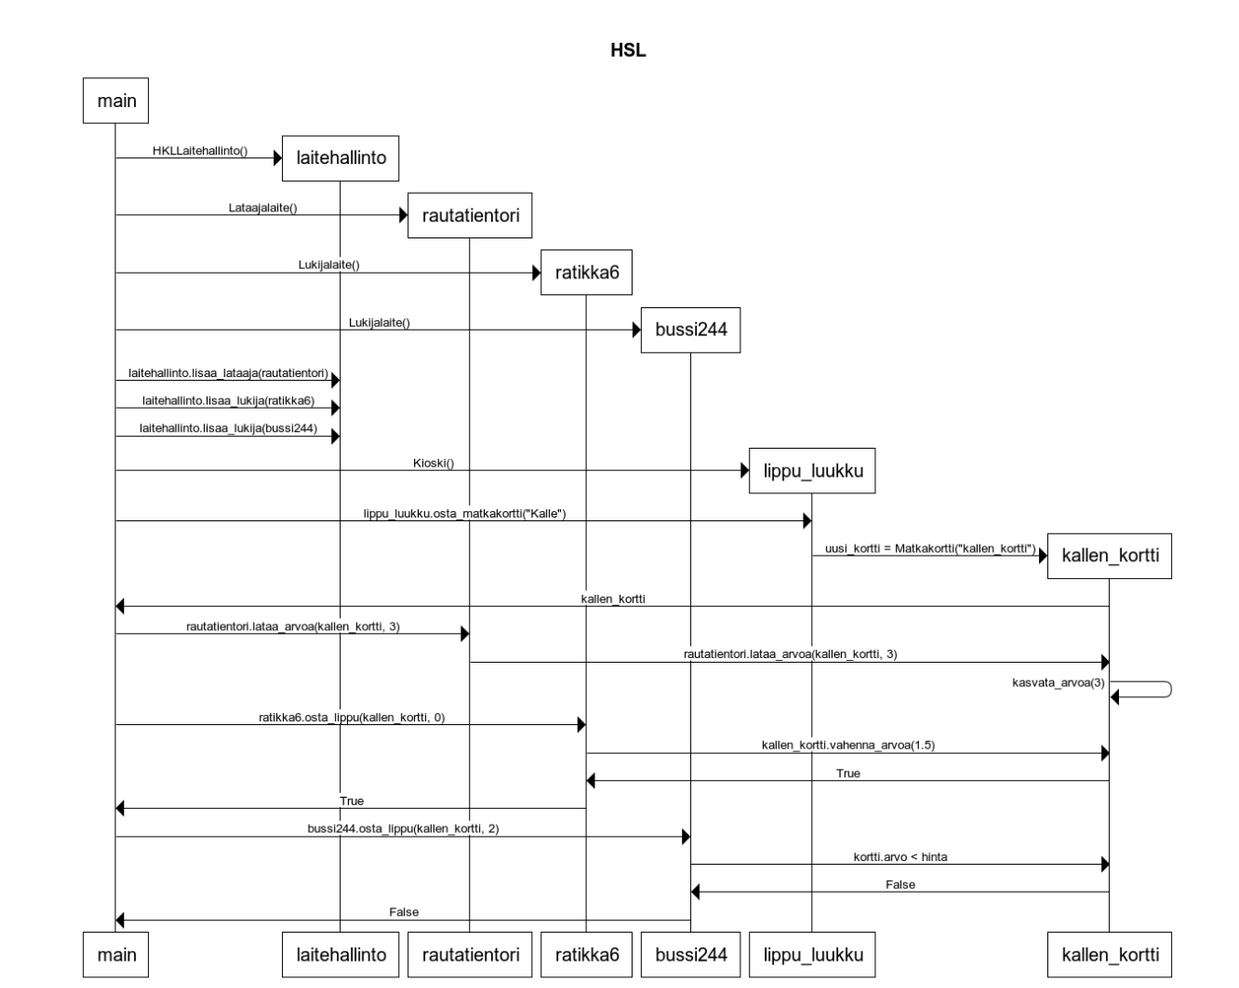 HSL
main
HKLLaitehallinto()
laitehallinto
Lataajalaite()
rautatientori
Lukijalaite()
ratikka6
Lukijalaite()
bussi244
laitehallinto.lisaa_lataaja(rautatientori)
laitehallinto.lisaa_lukija(ratikka6)
laitehallinto.lisaa_lukija(bussi244)
Kioski()
lippu_luukku
lippu_luukku.osta_matkakortti("Kalle")
uusi_kortti = Matkakortti("kallen_kortti")
kallen_kortti
kallen_kortti
rautatientori.lataa_arvoa(kallen_kortti, 3)
rautatientori.lataa_arvoa(kallen_kortti, 3)
kasvata_arvoa(3)
ratikka6.osta_lippu(kallen_kortti, 0)
kallen_kortti.vahenna_arvoa(1.5)
True
True
bussi244.osta_lippu(kallen_kortti, 2)
kortti.arvo < hinta
False
False
main laitehallinto rautatientori ratikka6 bussi244 lippu_luukku kallen_kortti